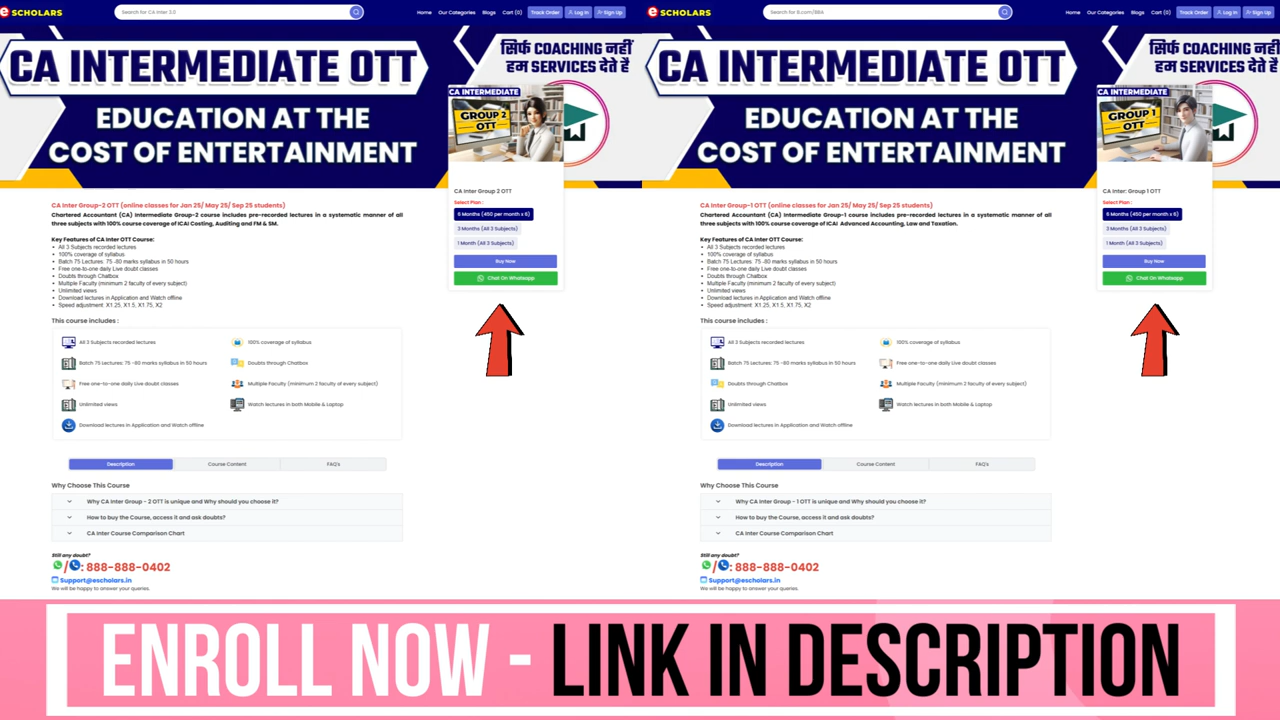 e SCHOLARS
Search for CA Inter 2.0
Home Our Categories Blogs Cart (0) Track Order Log In Sign Up
CA INTERMEDIATE OTT
सिर्फ COACHING नहीं
हम SERVICES देते है
EDUCATION AT THE
COST OF ENTERTAINMENT
CA INTERMEDIATE
GROUP 2
OTT
CA Inter Group 2 OTT
Select Plan :
6 Months (450 per month x 6)
3 Months (All 3 Subjects)
1 Month (All 3 Subjects)
Buy Now
Chat On Whatsapp
CA Inter Group-2 OTT (online classes for Jan 25/ May 25/ Sep 25 students)
Chartered Accountant (CA) Intermediate Group-2 course includes pre-recorded lectures in a systematic manner of all
three subjects with 100% course coverage of ICAI Costing, Auditing and FM & SM.
Key Features of CA Inter OTT Course:
• All 3 Subjects recorded lectures
• 100% coverage of syllabus
• Batch 75 Lectures 75 -80 marks syllabus in 50 hours
• Free one-to-one daily Live doubt classes
• Doubts through Chatbox
• Multiple Faculty (minimum 2 faculty of every subject)
• Unlimited views
• Download lectures in Application and Watch offline
• Speed adjustment X1.25, X1.5, X1.75, X2
This course includes :
All 3 Subjects recorded lectures
100% coverage of syllabus
Batch 75 Lectures: 75 -80 marks syllabus in 50 hours
Doubts through Chatbox
Free one-to-one daily Live doubt classes
Multiple Faculty (minimum 2 faculty of every subject)
Unlimited views
Watch lectures in both Mobile & Laptop
Download lectures in Application and Watch offline
Description Course Content FAQ's
Why Choose This Course
Why CA Inter Group - 2 OTT is unique and Why should you choose it?
How to buy the Course, access it and ask doubts?
CA Inter Course Comparison Chart
Still any doubt?
/ : 888-888-0402
Support@escholars.in
We will be happy to answer your queries.
e SCHOLARS
Search for 11.com/BBA
Home Our Categories Blogs Cart (0) Track Order Log In Sign Up
CA INTERMEDIATE OTT
सिर्फ COACHING नहीं
हम SERVICES देते है
EDUCATION AT THE
COST OF ENTERTAINMENT
CA INTERMEDIATE
GROUP 1
OTT
CA Inter: Group 1 OTT
Select Plan :
6 Months (450 per month x 6)
3 Months (All 3 Subjects)
1 Month (All 3 Subjects)
Buy Now
Chat On Whatsapp
CA Inter Group-1 OTT (online classes for Jan 25/ May 25/ Sep 25 students)
Chartered Accountant (CA) Intermediate Group-1 course includes pre-recorded lectures in a systematic manner of all
three subjects with 100% course coverage of ICAI Advanced Accounting, Law and Taxation.
Key Features of CA Inter OTT Course:
• All 3 Subjects recorded lectures
• 100% coverage of syllabus
• Batch 75 Lectures 75 -80 marks syllabus in 50 hours
• Free one-to-one daily Live doubt classes
• Doubts through Chatbox
• Multiple Faculty (minimum 2 faculty of every subject)
• Unlimited views
• Download lectures in Application and Watch offline
• Speed adjustment X1.25, X1.5, X1.75, X2
This course includes :
All 3 Subjects recorded lectures
100% coverage of syllabus
Batch 75 Lectures: 75 -80 marks syllabus in 50 hours
Free one-to-one daily Live doubt classes
Doubts through Chatbox
Multiple Faculty (minimum 2 faculty of every subject)
Unlimited views
Watch lectures in both Mobile & Laptop
Download lectures in Application and Watch offline
Description Course Content FAQ's
Why Choose This Course
Why CA Inter Group - 1 OTT is unique and Why should you choose it?
How to buy the Course, access it and ask doubts?
CA Inter Course Comparison Chart
Still any doubt?
/ : 888-888-0402
Support@escholars.in
We will be happy to answer your queries.
ENROLL NOW - LINK IN DESCRIPTION